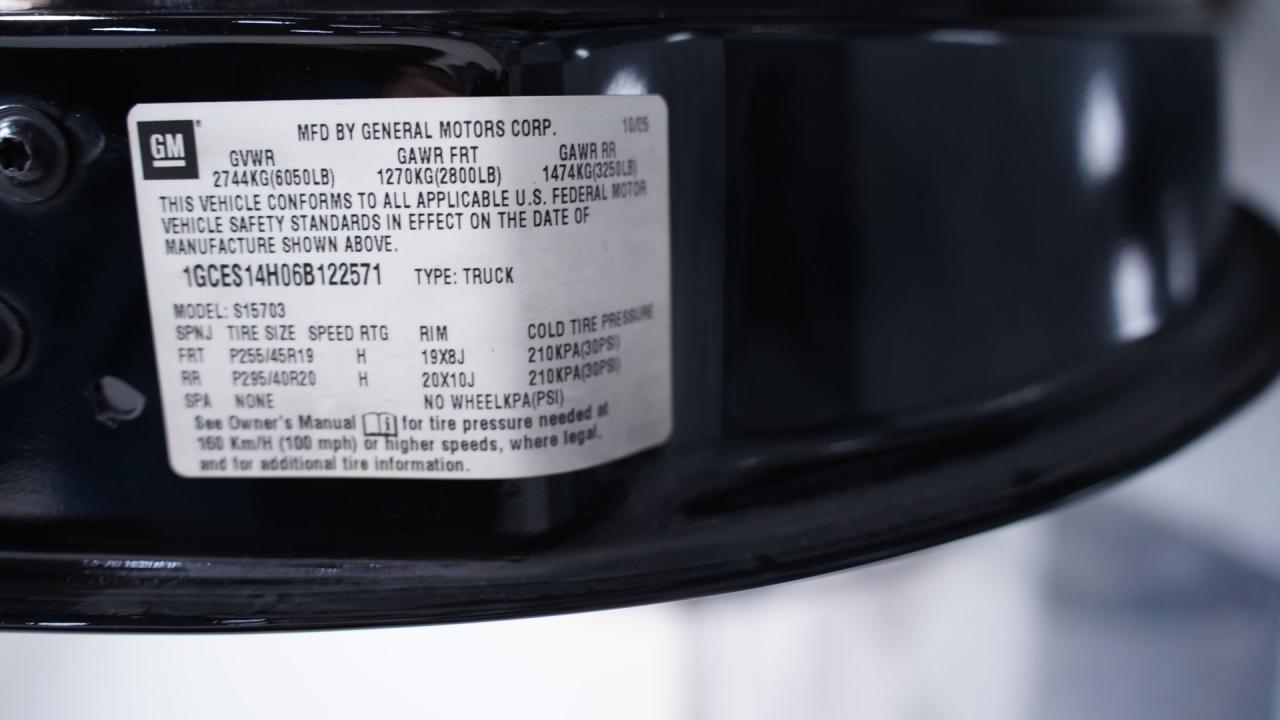 GM
MFD BY GENERAL MOTORS CORP. 10/05
GVWR GAWR FRT GAWR RR
2744KG(6050LB) 1270KG(2800LB) 1474KG(3250LB)
THIS VEHICLE CONFORMS TO ALL APPLICABLE U.S. FEDERAL MOTOR
VEHICLE SAFETY STANDARDS IN EFFECT ON THE DATE OF
MANUFACTURE SHOWN ABOVE.
1GCES14H06B122571 TYPE: TRUCK
MODEL: S15703
SPNJ TIRE SIZE SPEED RTG RIM COLD TIRE PRESSURE
FRT P255/45R19 H 19X8J 210KPA(30PSI)
RR P295/40R20 H 20X10J 210KPA(30PSI)
SPA NONE NO WHEELKPA(PSI)
See Owner's Manual for tire pressure needed at
160 Km/H (100 mph) or higher speeds, where legal,
and for additional tire information.